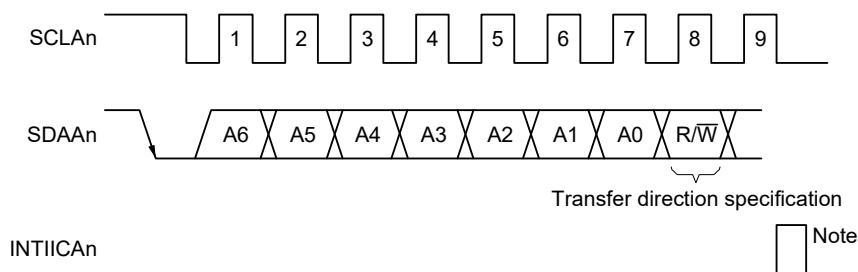 SCLAn 1 2 3 4 5 6 7 8 9
SDAAn A6 A5 A4 A3 A2 A1 A0 R/W̅
Transfer direction specification
INTIICAn Note